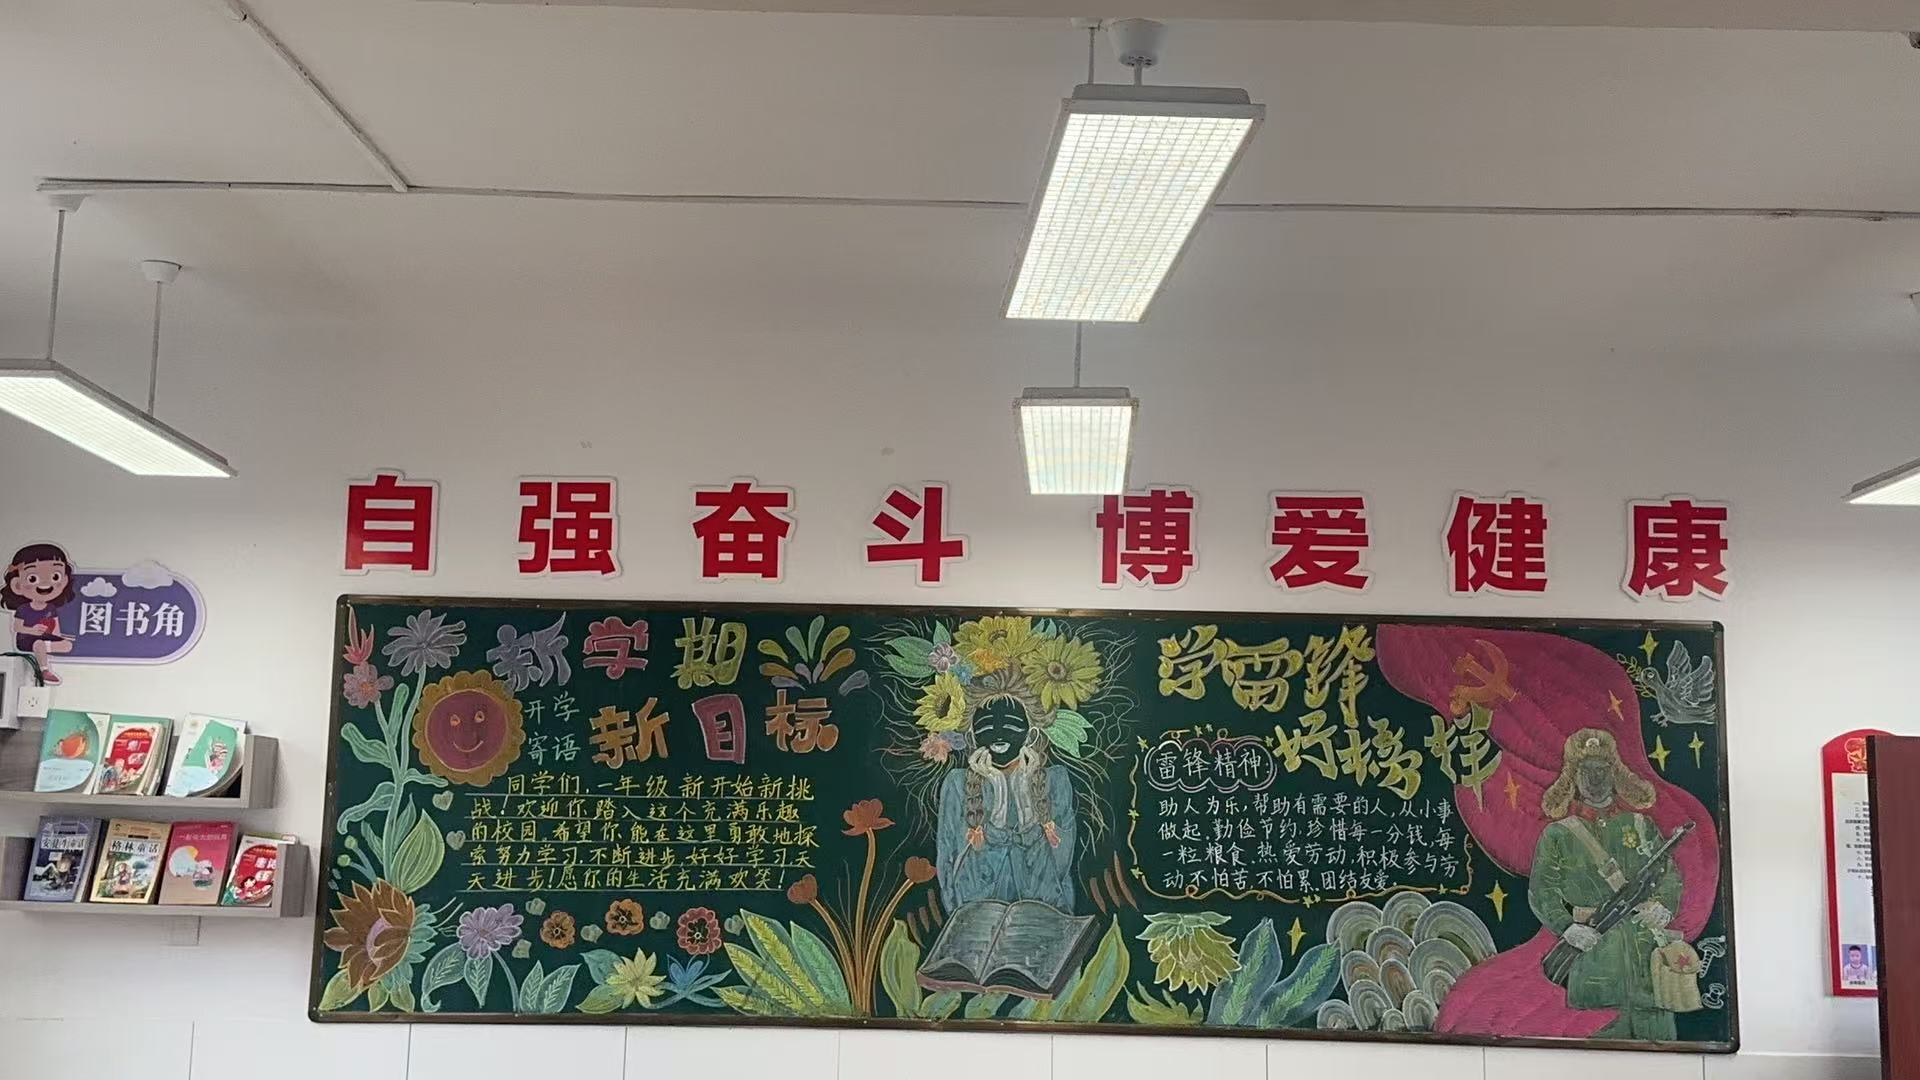 自强奋斗 博爱健康
图书角
新学期
新目标
开学
寄语
同学们,一年级新开始新挑
战!欢迎你踏入这个充满乐趣
的校园.希望你能在这里勇敢地探
索努力学习.不断进步.好好学习天
天进步!愿你的生活充满欢笑!
学雷锋
好榜样
雷锋精神:
助人为乐,帮助有需要的人,从小事
做起.勤俭节约.珍惜每一分钱,每
一粒粮食.热爱劳动,积极参与劳
动不怕苦.不怕累.团结友爱.
安徒生童话
格林童话